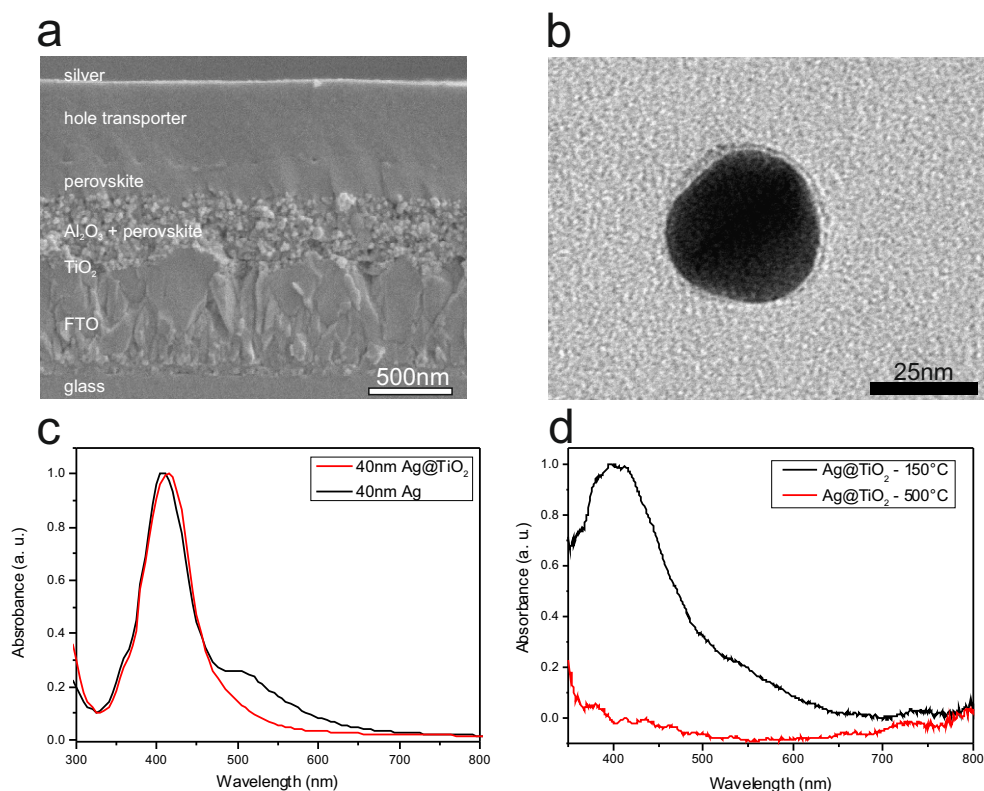 a
silver
hole transporter
perovskite
Al₂O₃ + perovskite
TiO₂
FTO
glass
500nm
b
25nm
c
40nm Ag@TiO₂
40nm Ag
1.0
0.8
0.6
0.4
0.2
0.0
Absrobance (a. u.)
300 400 500 600 700 800
Wavelength (nm)
d
Ag@TiO₂ - 150°C
Ag@TiO₂ - 500°C
1.0
0.8
0.6
0.4
0.2
0.0
Absorbance (a. u.)
400 500 600 700 800
Wavelength (nm)